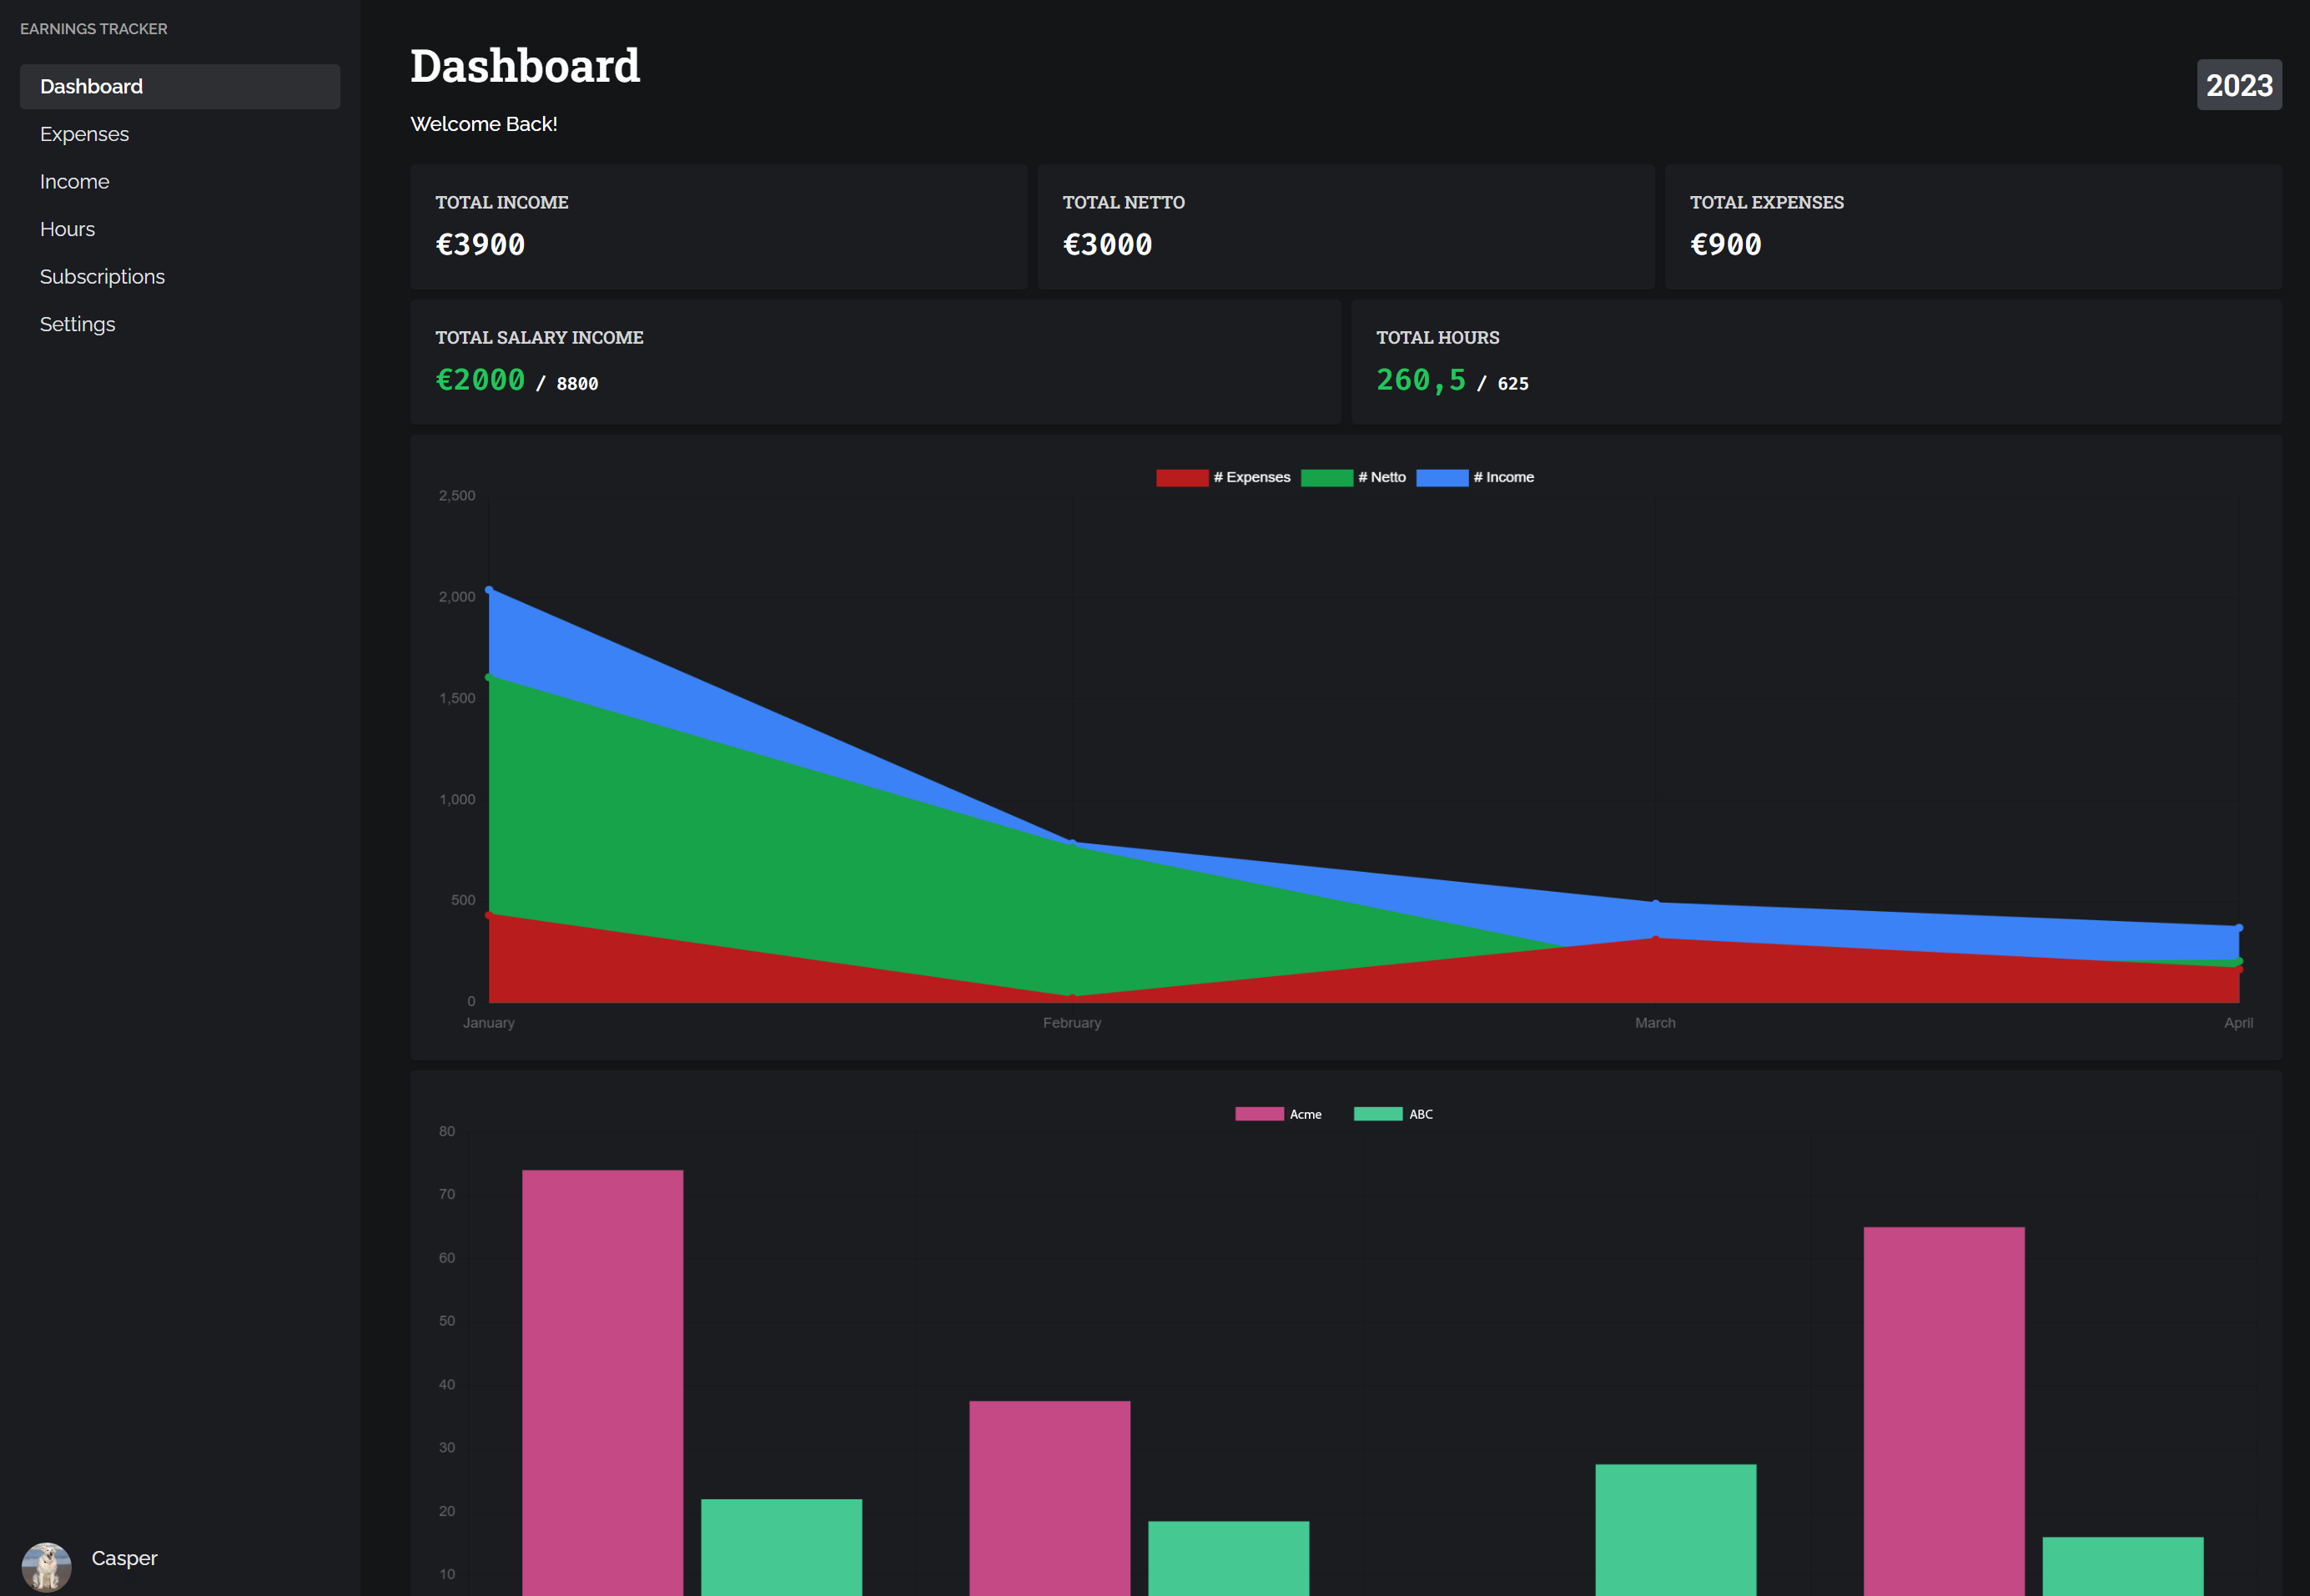 EARNINGS TRACKER
Dashboard
Expenses
Income
Hours
Subscriptions
Settings
Casper
Dashboard
Welcome Back!
2023
TOTAL INCOME
€3900
TOTAL NETTO
€3000
TOTAL EXPENSES
€900
TOTAL SALARY INCOME
€2000 / 8800
TOTAL HOURS
260,5 / 625
# Expenses # Netto # Income
2,500
2,000
1,500
1,000
500
0
January February March April
Acme ABC
80
70
60
50
40
30
20
10